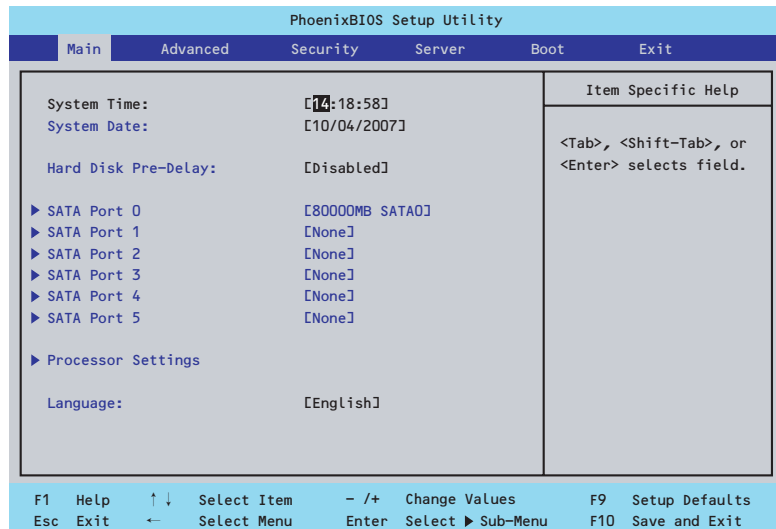 PhoenixBIOS Setup Utility
Main Advanced Security Server Boot Exit
Item Specific Help
System Time: [14:18:58]
System Date: [10/04/2007]
<Tab>, <Shift-Tab>, or
<Enter> selects field.
Hard Disk Pre-Delay: [Disabled]
▶ SATA Port 0 [80000MB SATA0]
▶ SATA Port 1 [None]
▶ SATA Port 2 [None]
▶ SATA Port 3 [None]
▶ SATA Port 4 [None]
▶ SATA Port 5 [None]
▶ Processor Settings
Language: [English]
F1 Help ↑↓ Select Item - /+ Change Values F9 Setup Defaults
Esc Exit ← Select Menu Enter Select ▶ Sub-Menu F10 Save and Exit